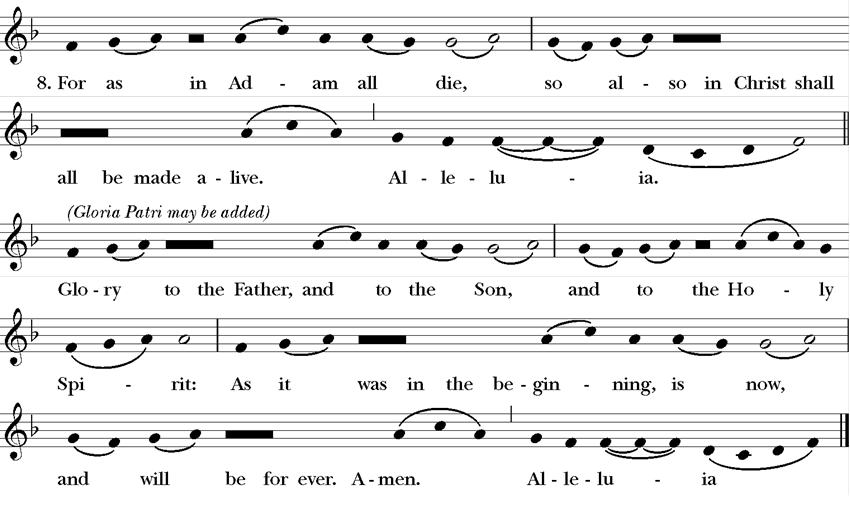 8. For as in Ad - am all die, so al - so in Christ shall
all be made a - live. Al - le - lu - ia.
(Gloria Patri may be added)
Glo - ry to the Father, and to the Son, and to the Ho - ly
Spi - rit: As it was in the be - gin - ning, is now,
and will be for ever. A - men. Al - le - lu - ia